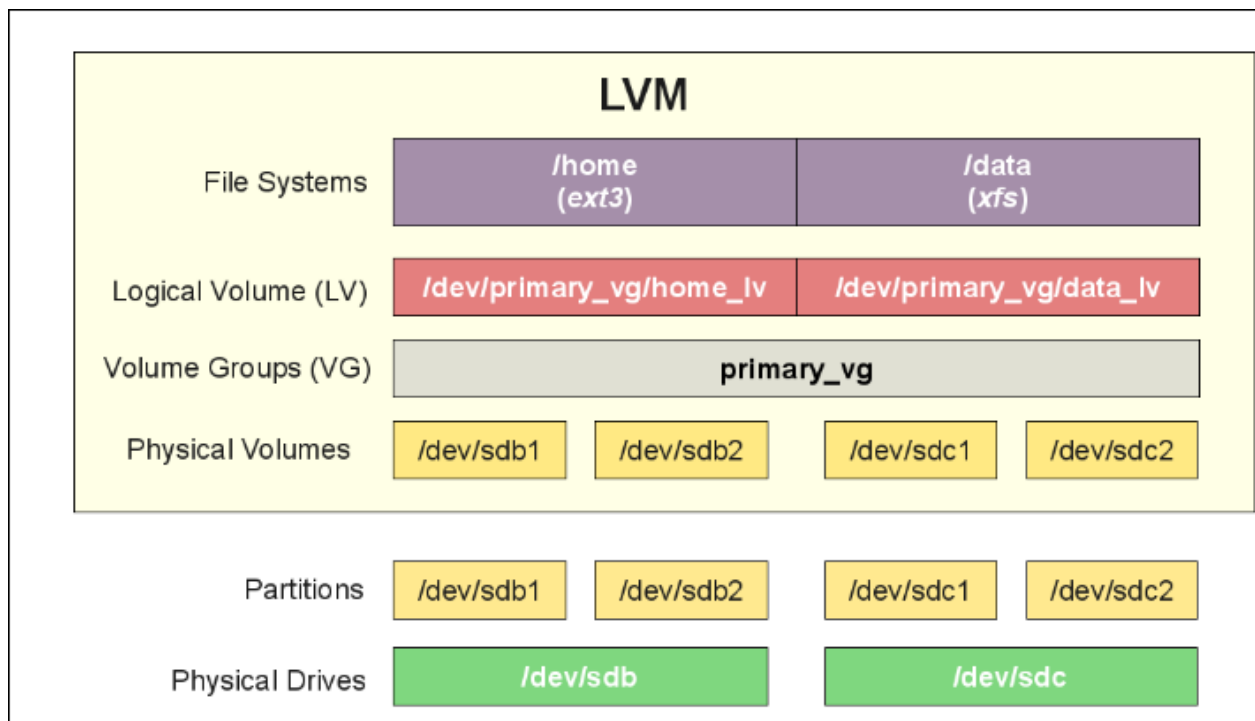 LVM
File Systems
/home
(ext3)
/data
(xfs)
Logical Volume (LV)
/dev/primary_vg/home_lv
/dev/primary_vg/data_lv
Volume Groups (VG)
primary_vg
Physical Volumes
/dev/sdb1
/dev/sdb2
/dev/sdc1
/dev/sdc2
Partitions
/dev/sdb1
/dev/sdb2
/dev/sdc1
/dev/sdc2
Physical Drives
/dev/sdb
/dev/sdc